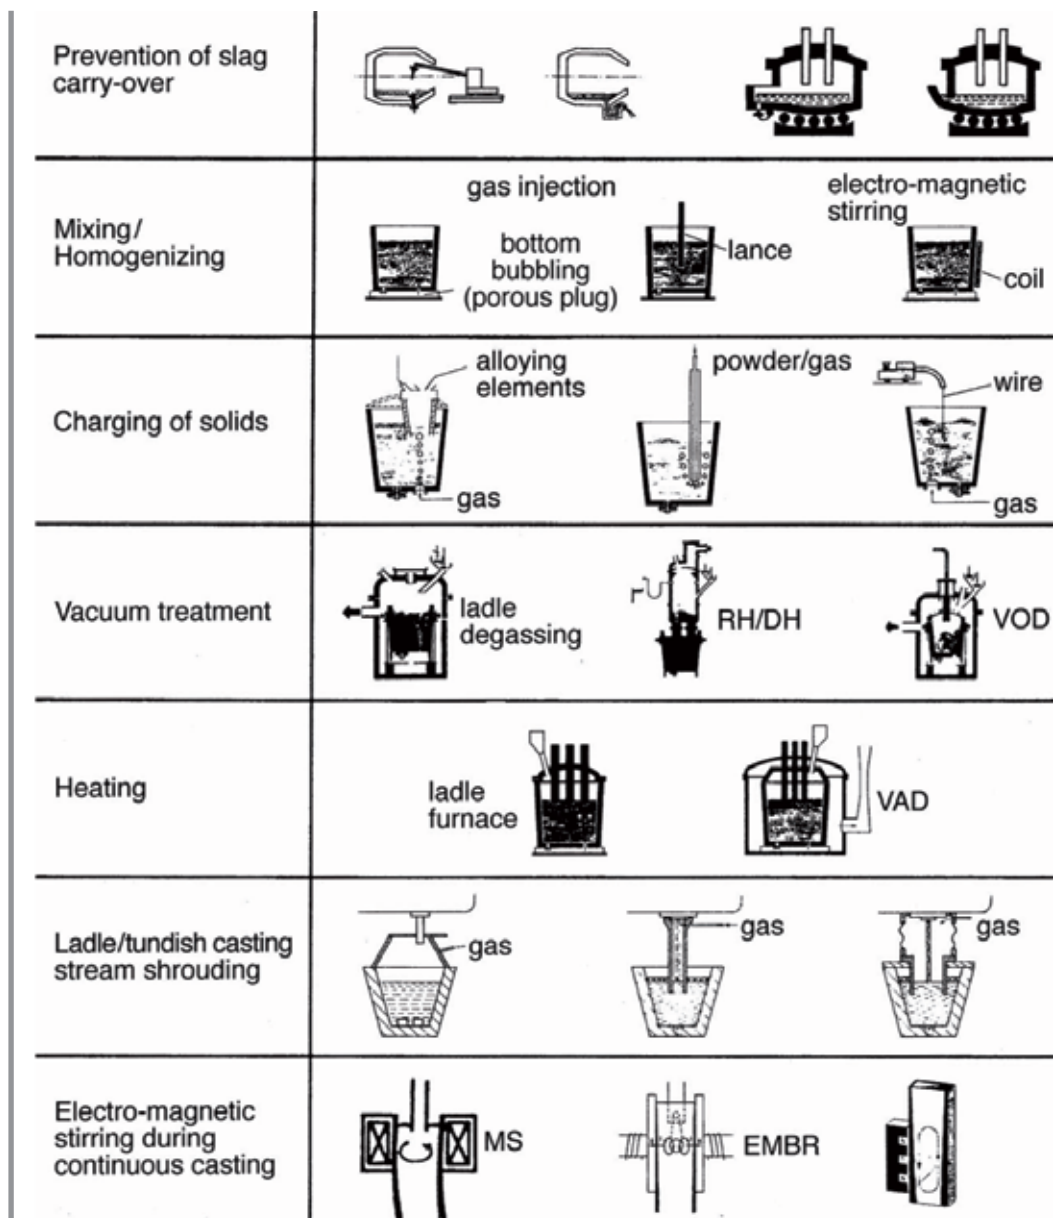 Prevention of slag
carry-over
Mixing/
Homogenizing
gas injection
bottom
bubbling
(porous plug)
lance
electro-magnetic
stirring
coil
Charging of solids
alloying
elements
gas
powder/gas
wire
gas
Vacuum treatment
ladle
degassing
RH/DH
VOD
Heating
ladle
furnace
VAD
Ladle/tundish casting
stream shrouding
gas
gas
gas
Electro-magnetic
stirring during
continuous casting
MS
EMBR